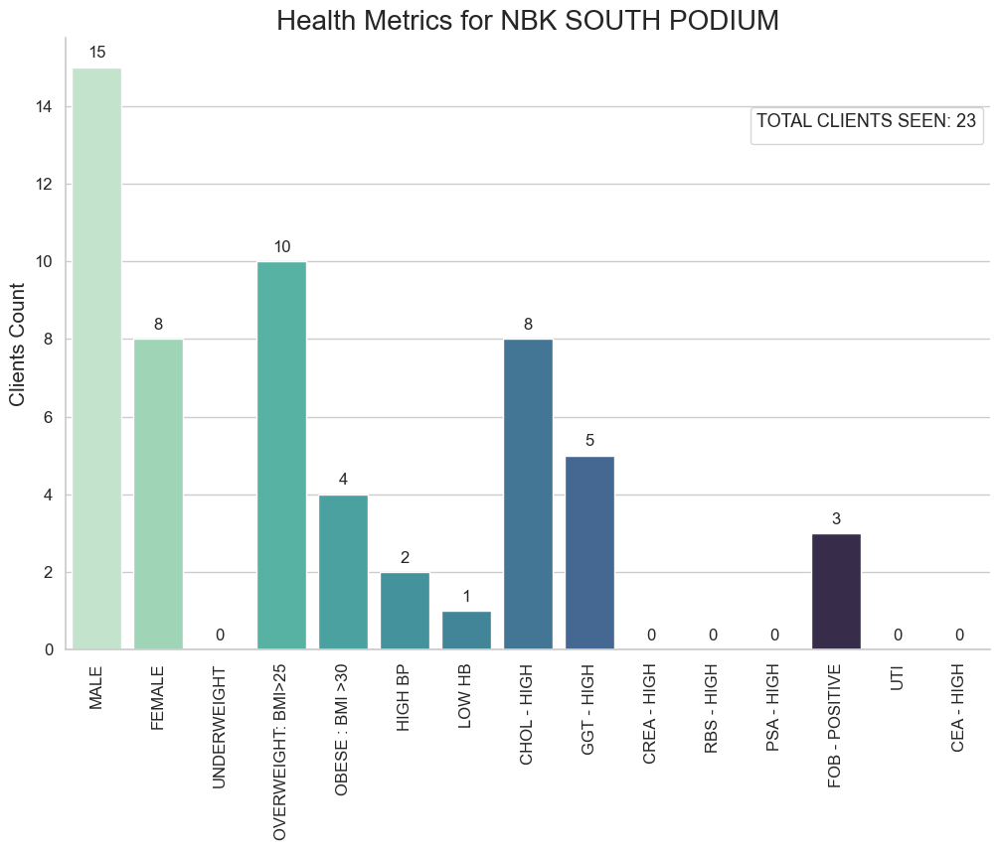 Health Metrics for NBK SOUTH PODIUM
15
14
TOTAL CLIENTS SEEN: 23
12
10
10
8
8
8
6
5
4
4
3
2
2
1
0
0
0
0
0
0
0
Clients Count
MALE
FEMALE
UNDERWEIGHT
OVERWEIGHT: BMI>25
OBESE : BMI >30
HIGH BP
LOW HB
CHOL - HIGH
GGT - HIGH
CREA - HIGH
RBS - HIGH
PSA - HIGH
FOB - POSITIVE
UTI
CEA - HIGH